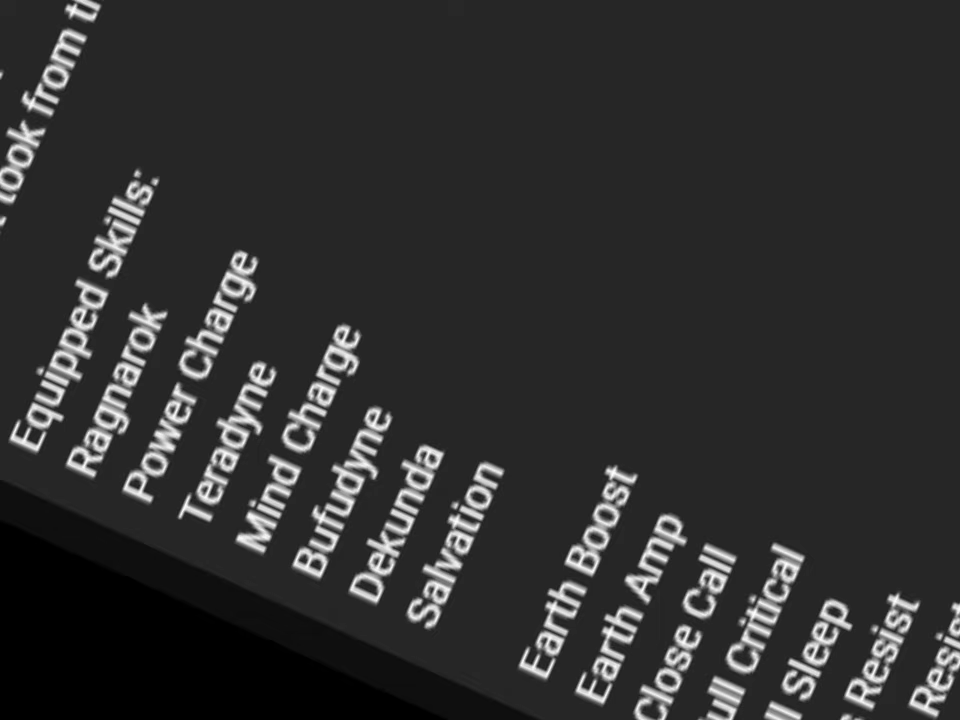 took from
Equipped Skills:
Ragnarok
Power Charge
Teradyne
Mind Charge
Bufudyne
Dekunda
Salvation
Earth Boost
Earth Amp
Close Call
Critical
Sleep
Resist
Resist